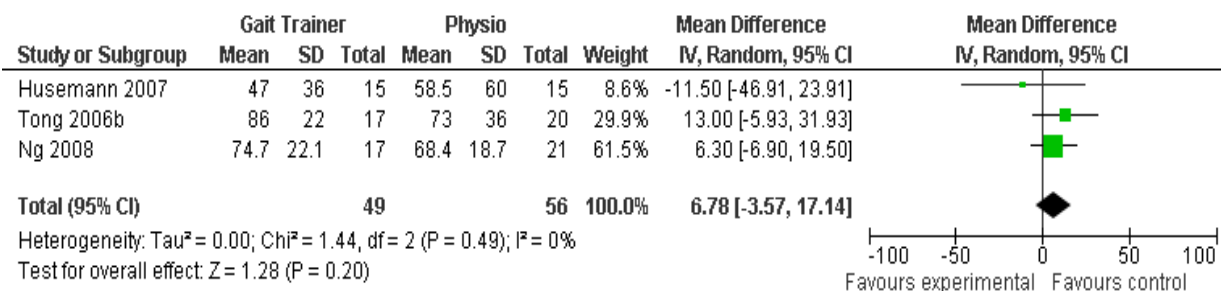 Gait Trainer Physio Mean Difference Mean Difference
Study or Subgroup Mean SD Total Mean SD Total Weight IV, Random, 95% CI IV, Random, 95% CI
Husemann 2007 47 36 15 58.5 60 15 8.6% -11.50 [-46.91, 23.91]
Tong 2006b 86 22 17 73 36 20 29.9% 13.00 [-5.93, 31.93]
Ng 2008 74.7 22.1 17 68.4 18.7 21 61.5% 6.30 [-6.90, 19.50]
Total (95% CI) 49 56 100.0% 6.78 [-3.57, 17.14]
Heterogeneity: Tau² = 0.00; Chi² = 1.44, df = 2 (P = 0.49); I² = 0%
Test for overall effect: Z = 1.28 (P = 0.20)
-100 -50 0 50 100
Favours experimental Favours control